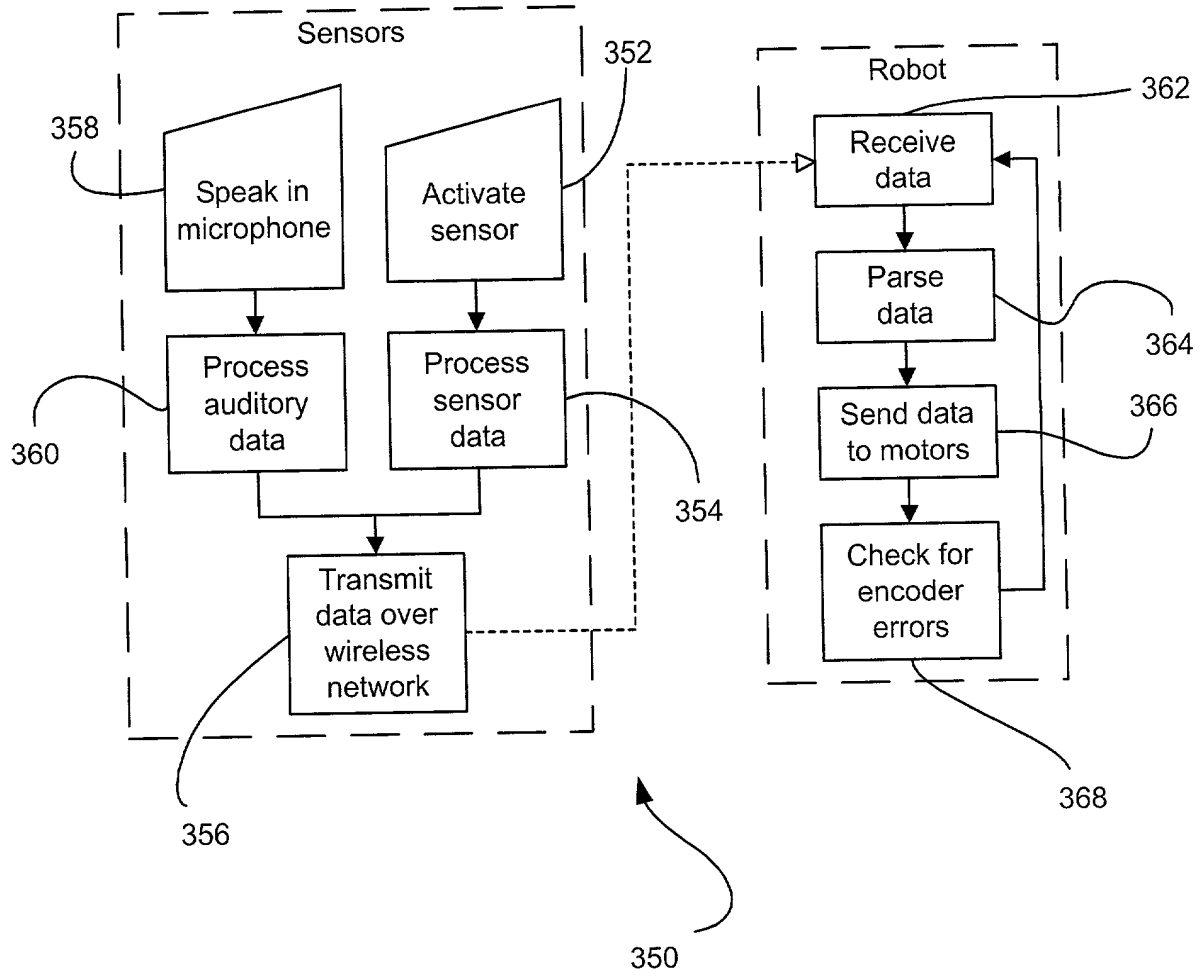 Sensors
352
358
Speak in
microphone
Activate
sensor
Process
auditory
data
Process
sensor
data
360
354
Transmit
data over
wireless
network
356
Robot
362
Receive
data
Parse
data
364
366
Send data
to motors
Check for
encoder
errors
368
350